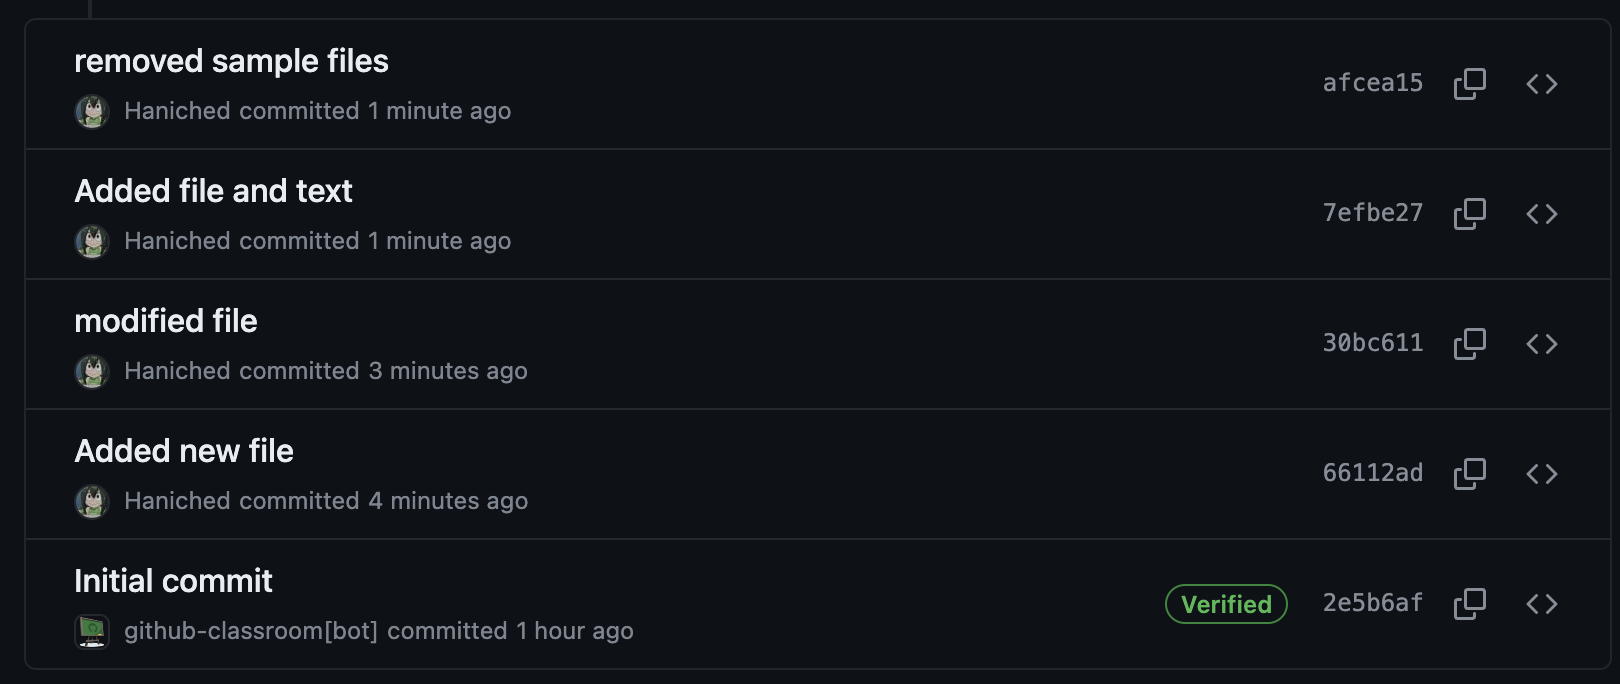 removed sample files
Haniched committed 1 minute ago
afcea15
Added file and text
Haniched committed 1 minute ago
7efbe27
modified file
Haniched committed 3 minutes ago
30bc611
Added new file
Haniched committed 4 minutes ago
66112ad
Initial commit
github-classroom[bot] committed 1 hour ago
Verified 2e5b6af